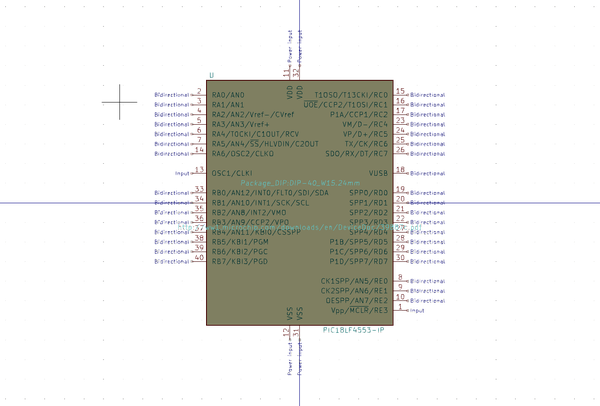 Power Input
Power Input
11
32
U
VDD
VDD
Bidirectional 2 RA0/AN0
Bidirectional 3 RA1/AN1
Bidirectional 4 RA2/AN2/Vref-/CVref
Bidirectional 5 RA3/AN3/Vref+
Bidirectional 6 RA4/T0CKI/C1OUT/RCV
Bidirectional 7 RA5/AN4/SS/HLVDIN/C2OUT
Bidirectional 14 RA6/OSC2/CLKO
Input 13 OSC1/CLKI
Package_DIP:DIP-40_W15.24mm
Bidirectional 33 RB0/AN12/INT0/FLT0/SDI/SDA
Bidirectional 34 RB1/AN10/INT1/SCK/SCL
Bidirectional 35 RB2/AN8/INT2/VMO
Bidirectional 36 RB3/AN9/CCP2/VPO
37 RB4/AN11/KBI0/CSSPP
Bidirectional 38 RB5/KBI1/PGM
Bidirectional 39 RB6/KBI2/PGC
Bidirectional 40 RB7/KBI3/PGD
T1OSO/T13CKI/RC0 15 Bidirectional
UOE/CCP2/T1OSI/RC1 16 Bidirectional
P1A/CCP1/RC2 17 Bidirectional
VM/D-/RC4 23 Bidirectional
VP/D+/RC5 24 Bidirectional
TX/CK/RC6 25 Bidirectional
SDO/RX/DT/RC7 26 Bidirectional
VUSB 18 Bidirectional
SPP0/RD0 19 Bidirectional
SPP1/RD1 20 Bidirectional
SPP2/RD2 21 Bidirectional
SPP3/RD3 22 Bidirectional
SPP4/RD4
P1B/SPP5/RD5 28 Bidirectional
P1C/SPP6/RD6 29 Bidirectional
P1D/SPP7/RD7 30 Bidirectional
CK1SPP/AN5/RE0 8 Bidirectional
CK2SPP/AN6/RE1 9 Bidirectional
OESPP/AN7/RE2 10 Bidirectional
Vpp/MCLR/RE3 1 Input
VSS
VSS
12
31
PIC18LF4553-IP
Power Input
Power Input